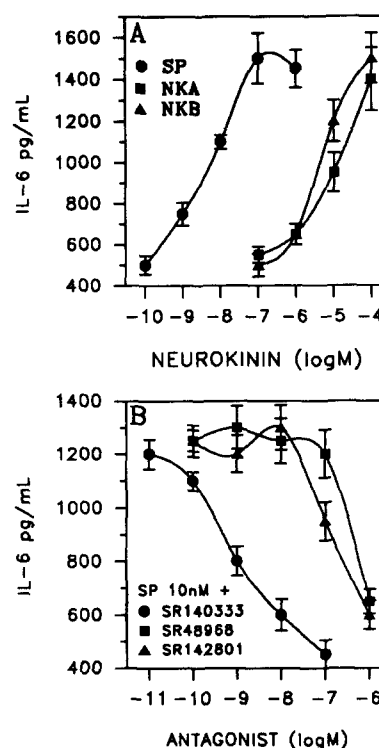 A
1600
1400
1200
1000
800
600
400
IL-6 pg/mL
SP
NKA
NKB
-10 -9 -8 -7 -6 -5 -4
NEUROKININ (logM)
B
1400
1200
1000
800
600
400
IL-6 pg/mL
SP 10nM +
SR140333
SR48968
SR142801
-11 -10 -9 -8 -7 -6
ANTAGONIST (logM)